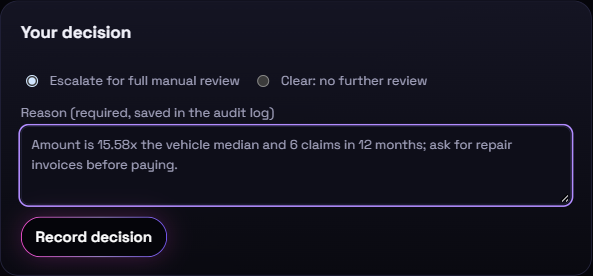 Your decision
Escalate for full manual review
Clear: no further review
Reason (required, saved in the audit log)
Amount is 15.58x the vehicle median and 6 claims in 12 months; ask for repair
invoices before paying.
Record decision